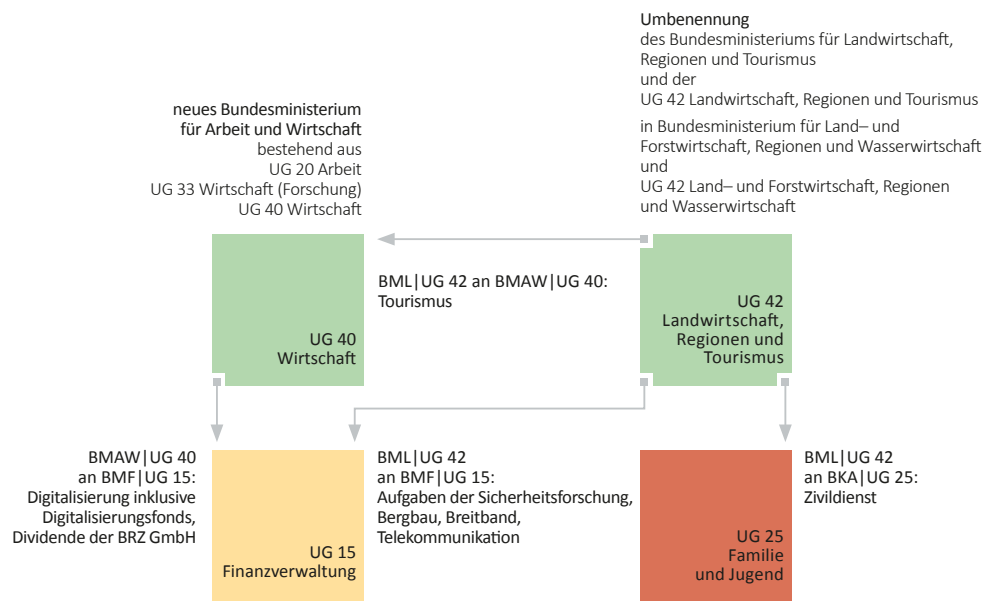 neues Bundesministerium
für Arbeit und Wirtschaft
bestehend aus
UG 20 Arbeit
UG 33 Wirtschaft (Forschung)
UG 40 Wirtschaft
Umbenennung
des Bundesministeriums für Landwirtschaft,
Regionen und Tourismus
und der
UG 42 Landwirtschaft, Regionen und Tourismus
in Bundesministerium für Land– und
Forstwirtschaft, Regionen und Wasserwirtschaft
und
UG 42 Land– und Forstwirtschaft, Regionen
und Wasserwirtschaft
UG 40
Wirtschaft
BML|UG 42 an BMAW|UG 40:
Tourismus
UG 42
Landwirtschaft,
Regionen und
Tourismus
BMAW|UG 40
an BMF|UG 15:
Digitalisierung inklusive
Digitalisierungsfonds,
Dividende der BRZ GmbH
UG 15
Finanzverwaltung
BML|UG 42
an BMF|UG 15:
Aufgaben der Sicherheitsforschung,
Bergbau, Breitband,
Telekommunikation
UG 25
Familie
und Jugend
BML|UG 42
an BKA|UG 25:
Zivildienst